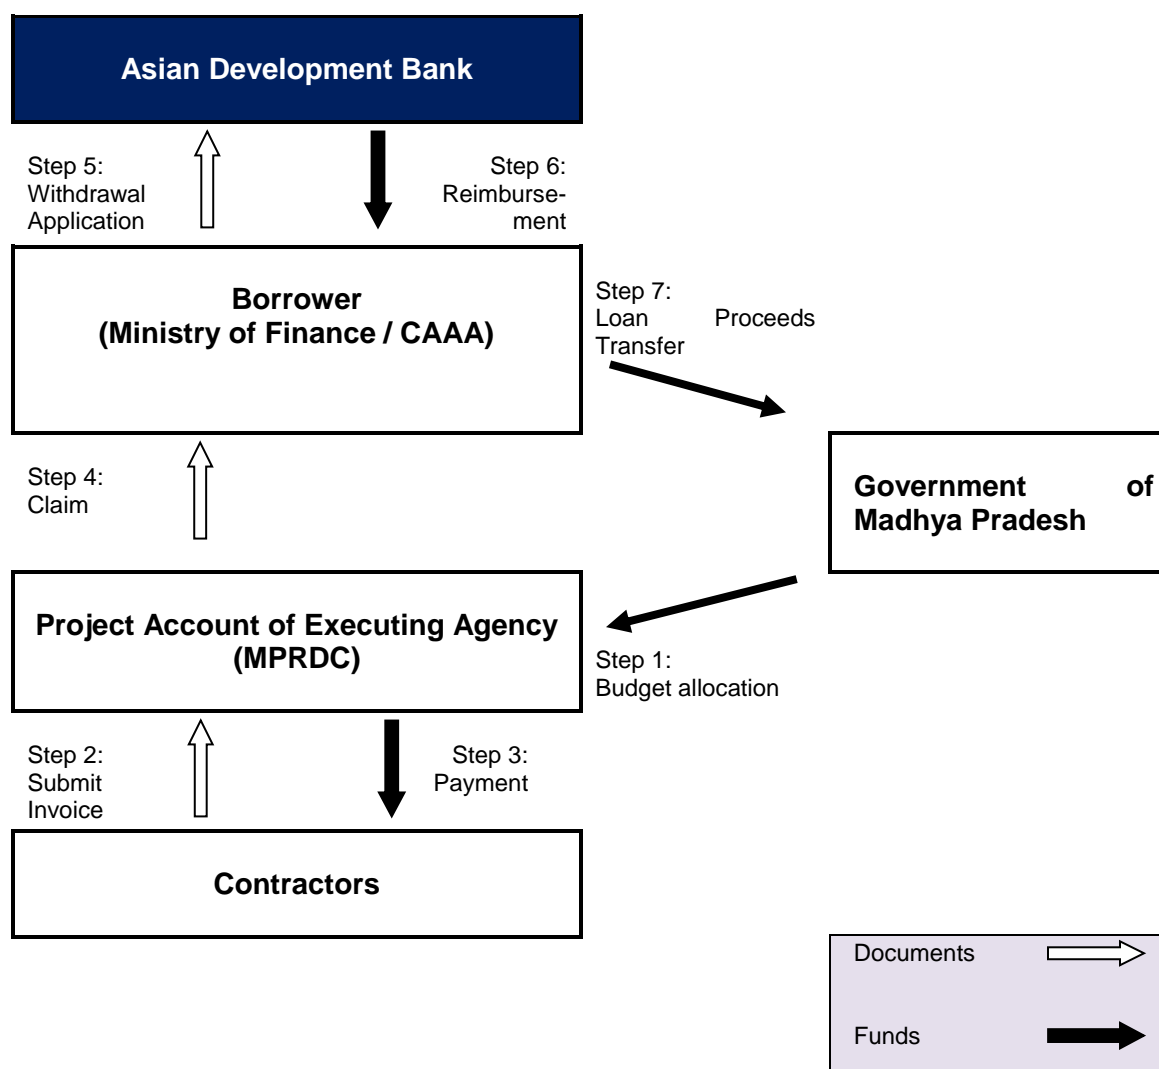 Asian Development Bank
Step 5:
Withdrawal
Application
Step 6:
Reimburse-
ment
Borrower
(Ministry of Finance / CAAA)
Step 7:
Loan Proceeds
Transfer
Step 4:
Claim
Government of
Madhya Pradesh
Project Account of Executing Agency
(MPRDC)
Step 1:
Budget allocation
Step 2:
Submit
Invoice
Step 3:
Payment
Contractors
Documents
Funds